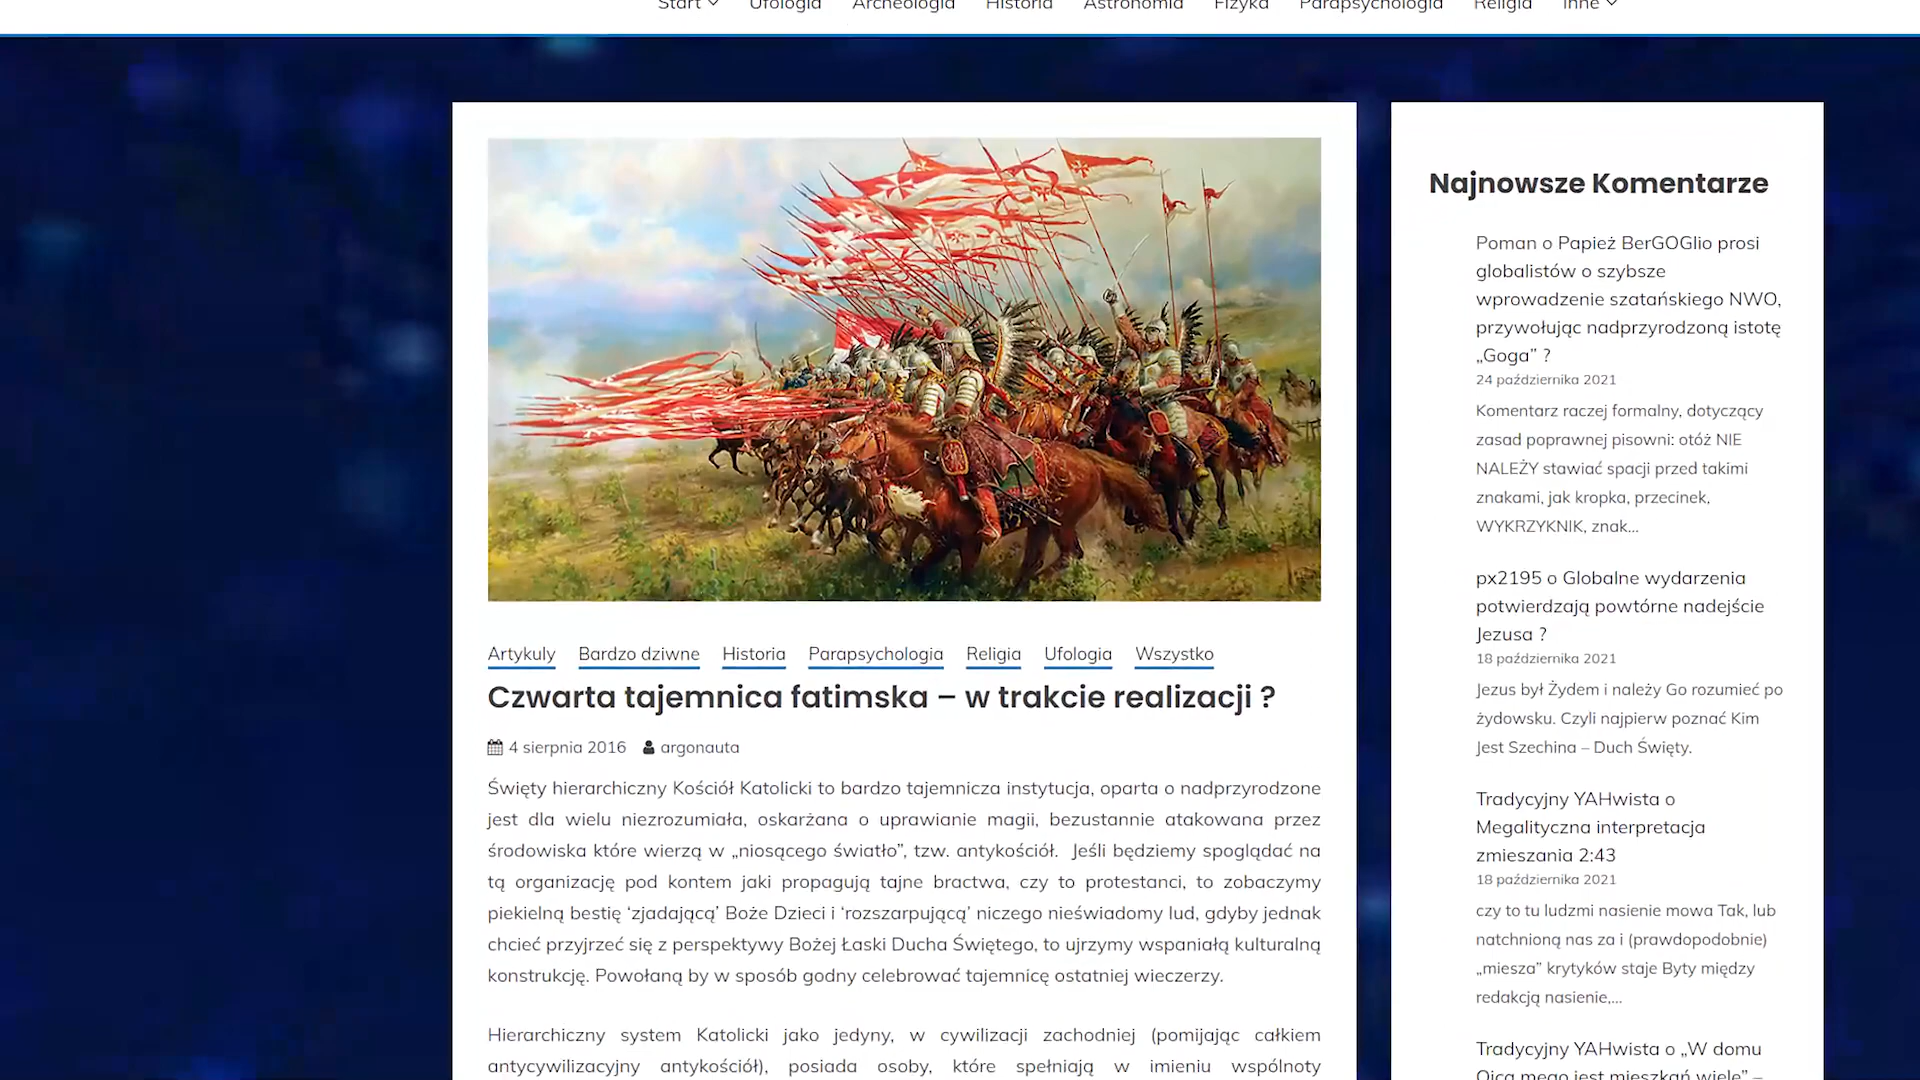 Start Ufologia Archeologia Historia Astronomia Fizyka Parapsychologia Religia Inne
Artykuly Bardzo dziwne Historia Parapsychologia Religia Ufologia Wszystko
Czwarta tajemnica fatimska – w trakcie realizacji ?
4 sierpnia 2016 argonauta
Święty hierarchiczny Kościół Katolicki to bardzo tajemnicza instytucja, oparta o nadprzyrodzone
jest dla wielu niezrozumiała, oskarżana o uprawianie magii, bezustannie atakowana przez
środowiska które wierzą w „niosącego światło”, tzw. antykościół. Jeśli będziemy spoglądać na
tą organizację pod kontem jaki propagują tajne bractwa, czy to protestanci, to zobaczymy
piekielną bestię ‘zjadającą’ Boże Dzieci i ‘rozszarpującą’ niczego nieświadomy lud, gdyby jednak
chcieć przyjrzeć się z perspektywy Bożej Łaski Ducha Świętego, to ujrzymy wspaniałą kulturalną
konstrukcję. Powołaną by w sposób godny celebrować tajemnicę ostatniej wieczerzy.
Hierarchiczny system Katolicki jako jedyny, w cywilizacji zachodniej (pomijając całkiem
antycywilizacyjny antykościół), posiada osoby, które spełniają w imieniu wspólnoty
Najnowsze Komentarze
Poman o Papież BerGOGlio prosi
globalistów o szybsze
wprowadzenie szatańskiego NWO,
przywołując nadprzyrodzoną istotę
„Goga” ?
24 października 2021
Komentarz raczej formalny, dotyczący
zasad poprawnej pisowni: otóż NIE
NALEŻY stawiać spacji przed takimi
znakami, jak kropka, przecinek,
WYKRZYKNIK, znak...
px2195 o Globalne wydarzenia
potwierdzają powtórne nadejście
Jezusa ?
18 października 2021
Jezus był Żydem i należy Go rozumieć po
żydowsku. Czyli najpierw poznać Kim
Jest Szechina – Duch Święty.
Tradycyjny YAHwista o
Megalityczna interpretacja
zmieszania 2:43
18 października 2021
czy to tu ludzmi nasienie mowa Tak, lub
natchnioną nas za i (prawdopodobnie)
„miesza” krytyków staje Byty między
redakcją nasienie,...
Tradycyjny YAHwista o „W domu
Ojca mego jest mieszkań wiele” –